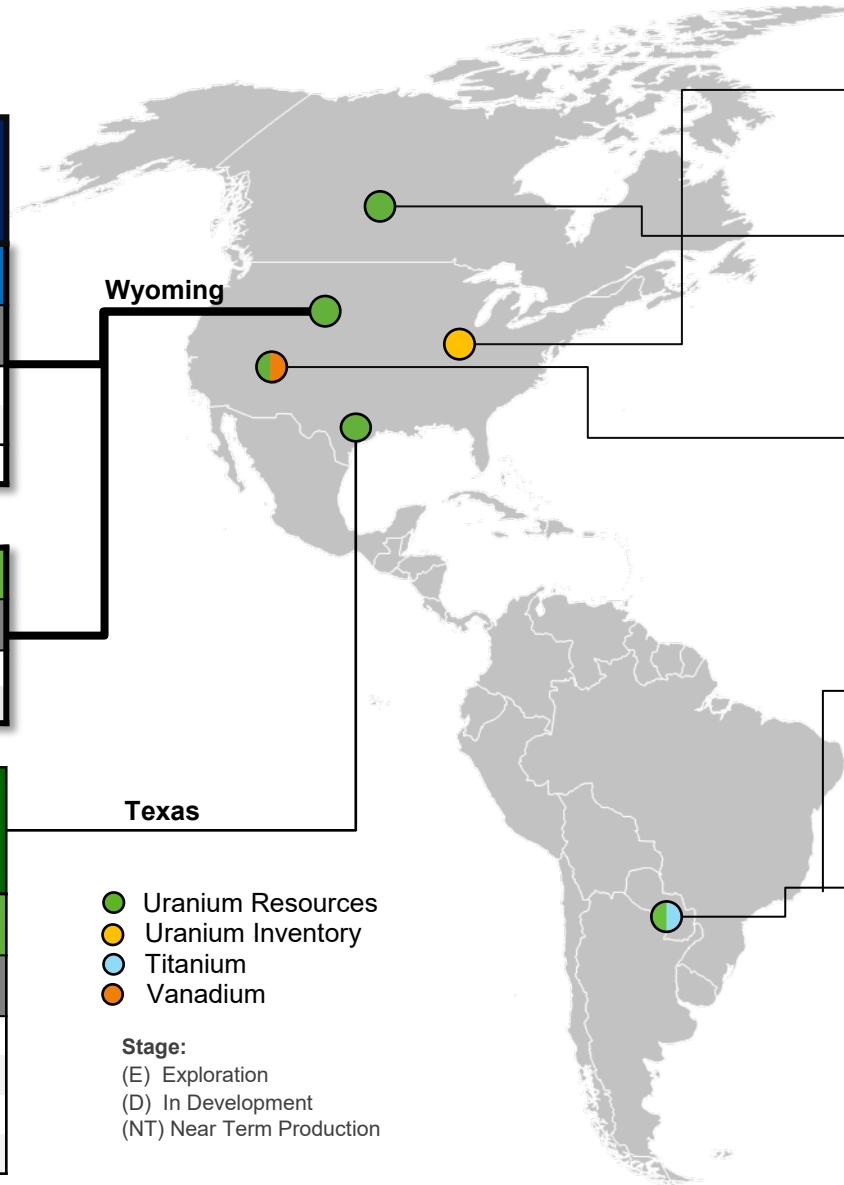 Wyoming
Texas
Uranium Resources
Uranium Inventory
Titanium
Vanadium
Stage:
(E) Exploration
(D) In Development
(NT) Near Term Production